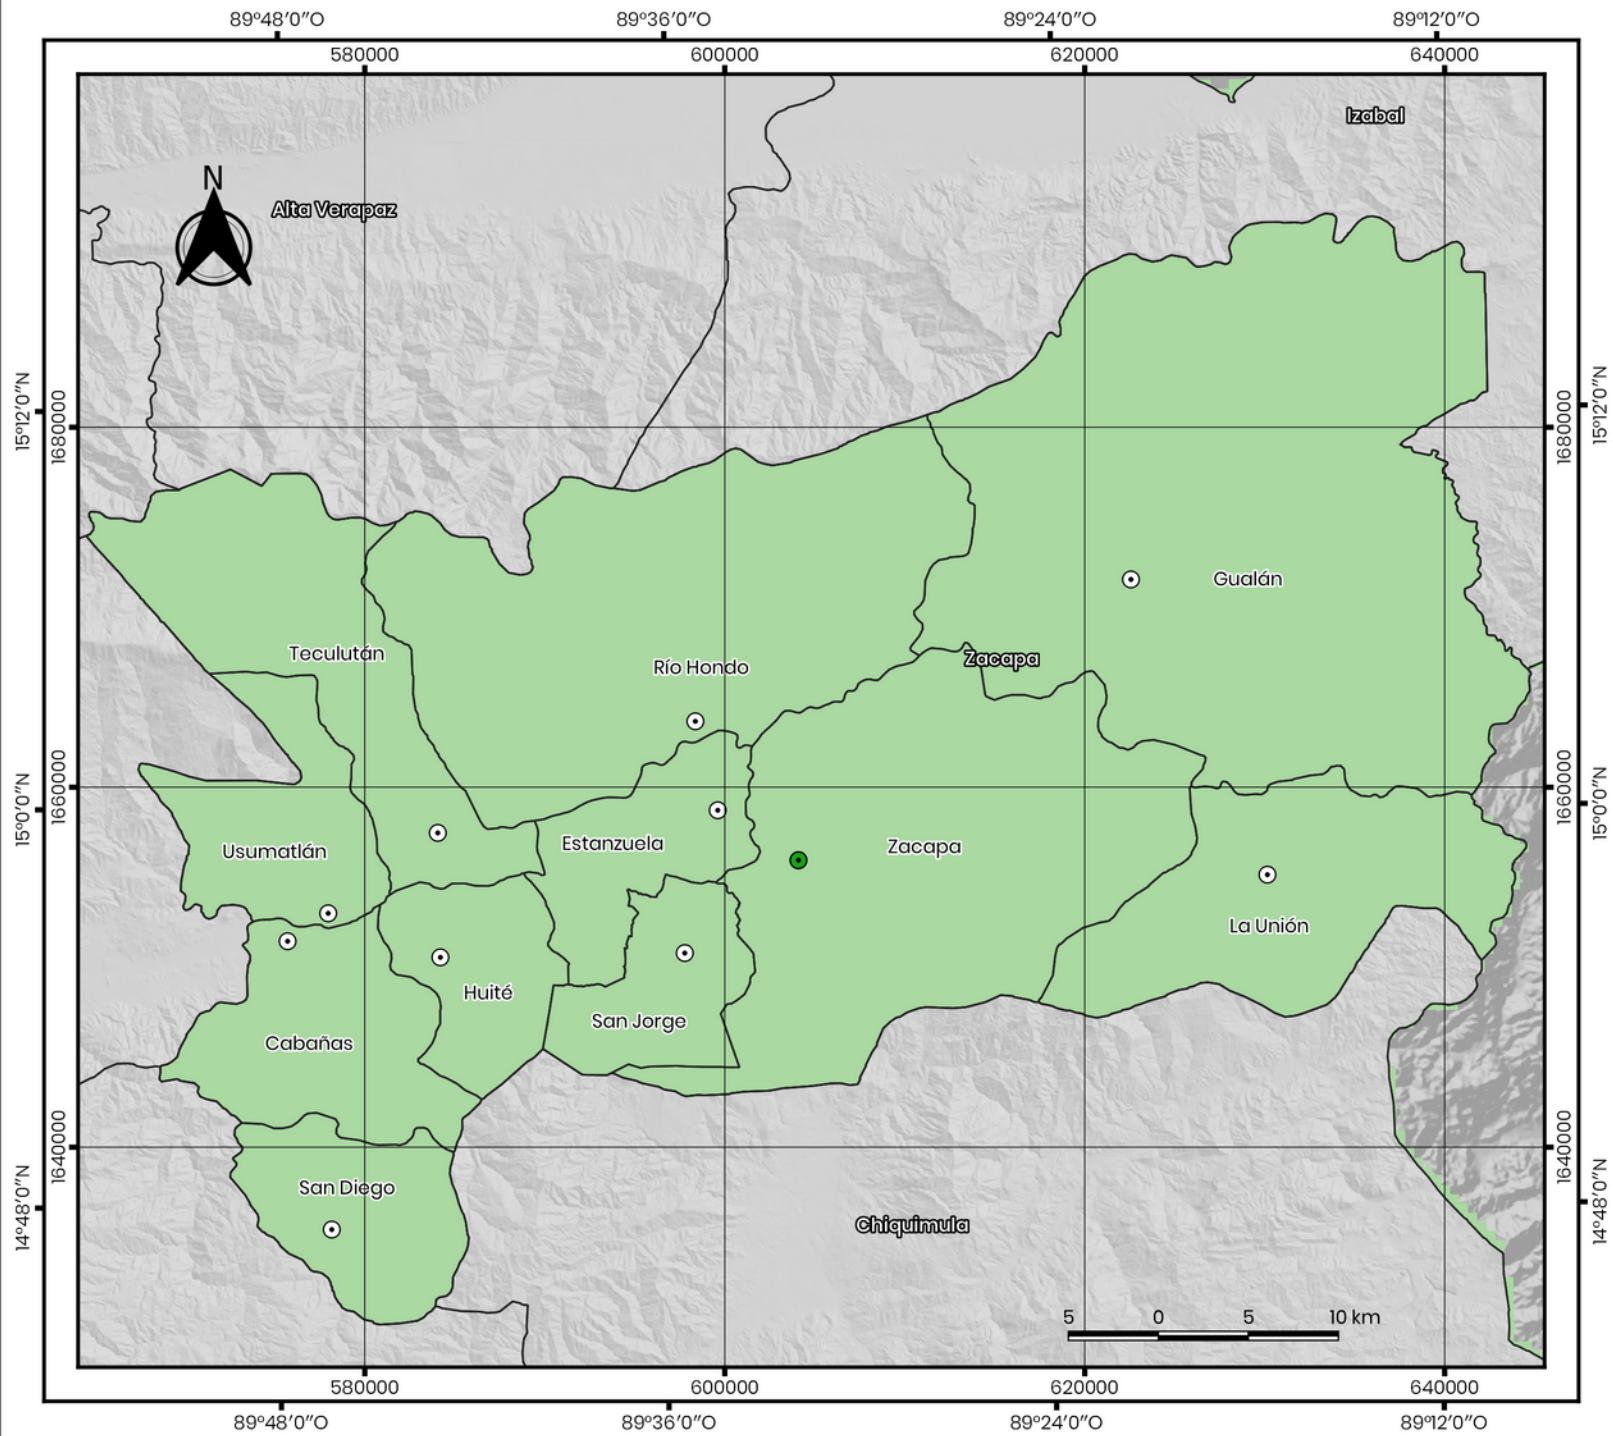 89°48'0"O 89°36'0"O 89°24'0"O 89°12'0"O
580000 600000 620000 640000
Izabal
N
Alta Verapaz
15°12'0"N 1680000 1680000 15°12'0"N
Gualán
Teculután Río Hondo Zacapa
15°0'0"N 1660000 1660000 15°0'0"N
Usumatlán Estanzuela Zacapa
La Unión
Huité
San Jorge
Cabañas
14°48'0"N 1640000 1640000 14°48'0"N
San Diego
Chiquimula
5 0 5 10 km
580000 600000 620000 640000
89°48'0"O 89°36'0"O 89°24'0"O 89°12'0"O